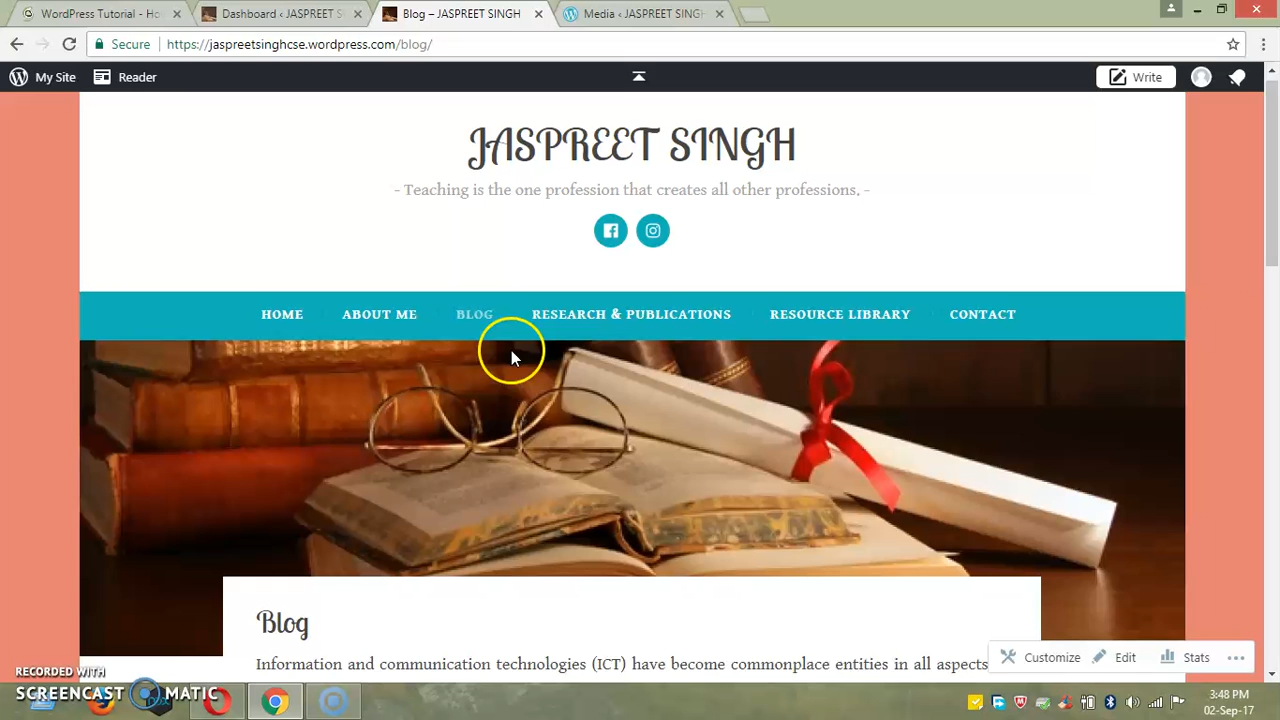 WordPress Tutorial - Ho
Dashboard ‹ JASPREET S
Blog – JASPREET SINGH
Media ‹ JASPREET SINGH
Secure
https://jaspreetsinghcse.wordpress.com/blog/
My Site
Reader
Write
JASPREET SINGH
- Teaching is the one profession that creates all other professions. -
HOME
ABOUT ME
BLOG
RESEARCH & PUBLICATIONS
RESOURCE LIBRARY
CONTACT
Blog
Information and communication technologies (ICT) have become commonplace entities in all aspects
Customize
Edit
Stats
RECORDED WITH
SCREENCAST MATIC
3:48 PM
02-Sep-17